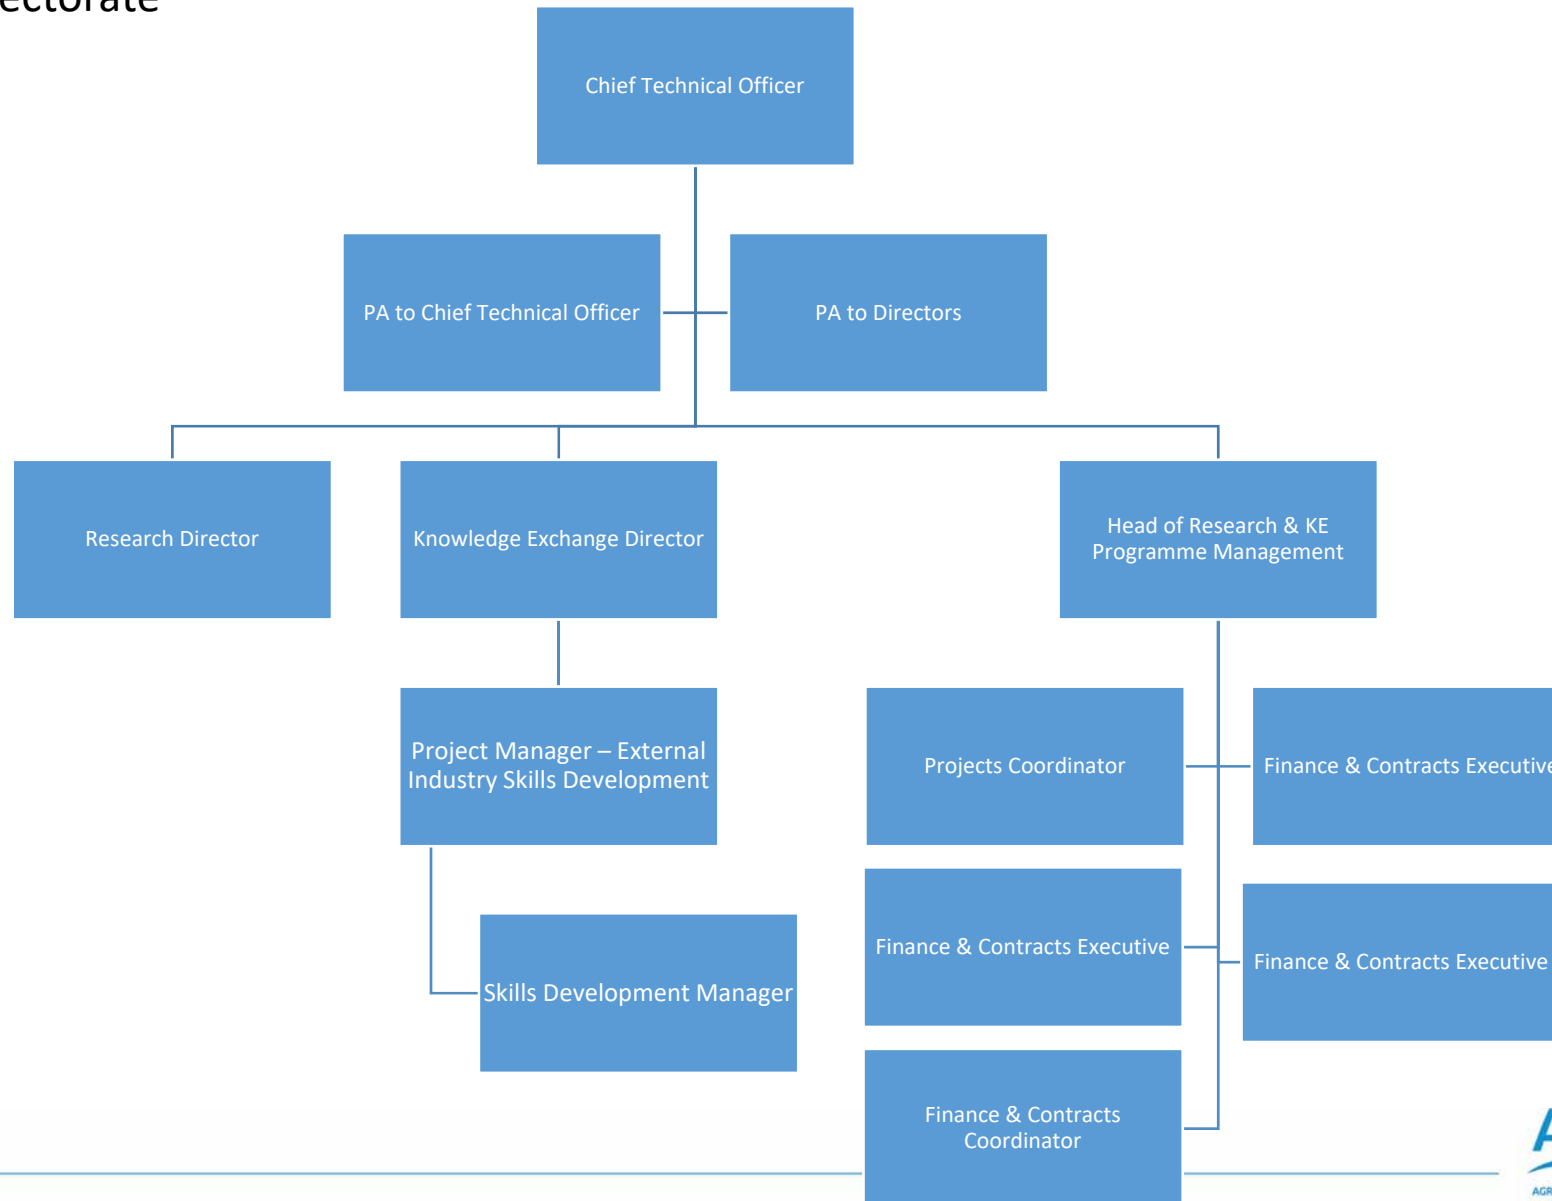 ectorate
Chief Technical Officer
PA to Chief Technical Officer
PA to Directors
Research Director
Knowledge Exchange Director
Head of Research & KE
Programme Management
Project Manager – External
Industry Skills Development
Projects Coordinator
Finance & Contracts Executive
Finance & Contracts Executive
Finance & Contracts Executive
Skills Development Manager
Finance & Contracts
Coordinator
A
AGR